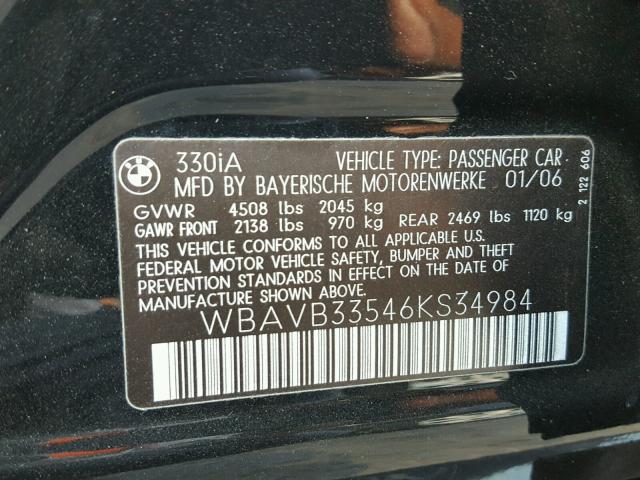 BMW
330iA VEHICLE TYPE: PASSENGER CAR
MFD BY BAYERISCHE MOTORENWERKE 01/06
GVWR 4508 lbs 2045 kg
GAWR FRONT 2138 lbs 970 kg REAR 2469 lbs 1120 kg
THIS VEHICLE CONFORMS TO ALL APPLICABLE U.S.
FEDERAL MOTOR VEHICLE SAFETY, BUMPER AND THEFT
PREVENTION STANDARDS IN EFFECT ON THE DATE OF
MANUFACTURE SHOWN ABOVE.
WBAVB33546KS34984
2 122 606